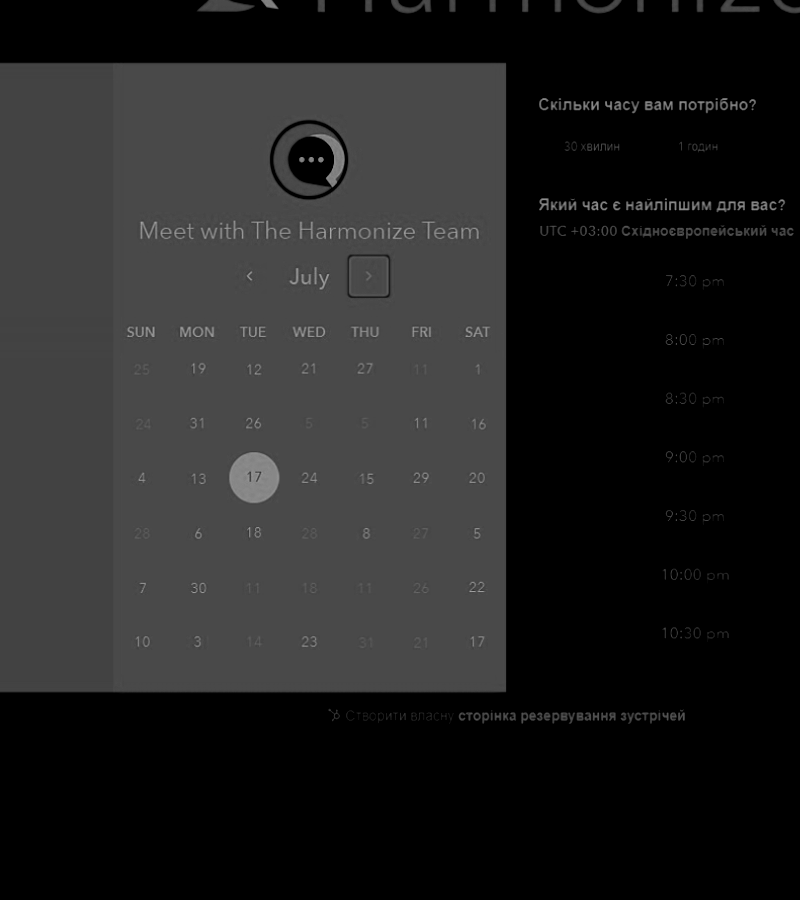 Harmonize
Meet with The Harmonize Team
July
SUN MON TUE WED THU FRI SAT
25 19 12 21 27 11 1
24 31 26 5 5 11 16
4 13 17 24 15 29 20
28 6 18 28 8 27 5
7 30 11 18 11 26 22
10 3 14 23 31 21 17
Скільки часу вам потрібно?
30 хвилин 1 годин
Який час є найліпшим для вас?
UTC +03:00 Східноєвропейський час
7:30 pm
8:00 pm
8:30 pm
9:00 pm
9:30 pm
10:00 pm
10:30 pm
Створити власну сторінка резервування зустрічей